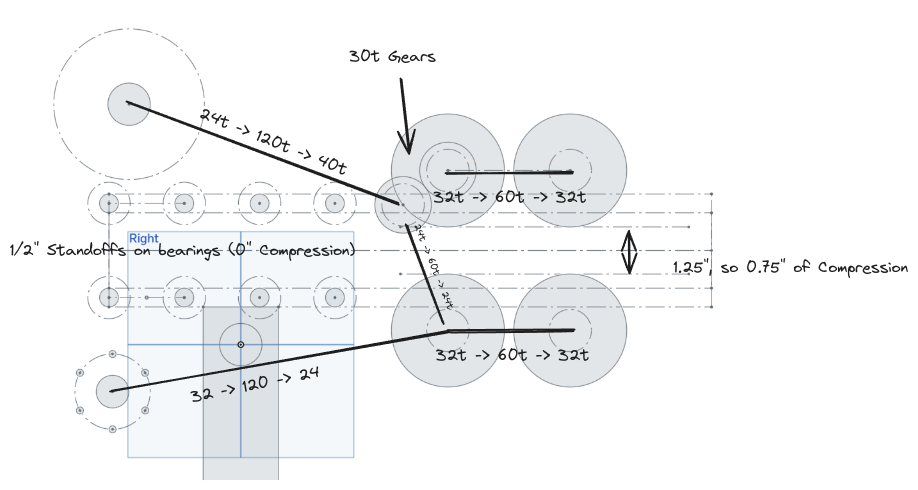 30t Gears
24t -> 120t -> 40t
32t -> 60t -> 32t
Right
1/2" Standoffs on bearings (0" Compression)
24t -> 60t -> 24t
1.25", so 0.75" of Compression
32t -> 60t -> 32t
32 -> 120 -> 24